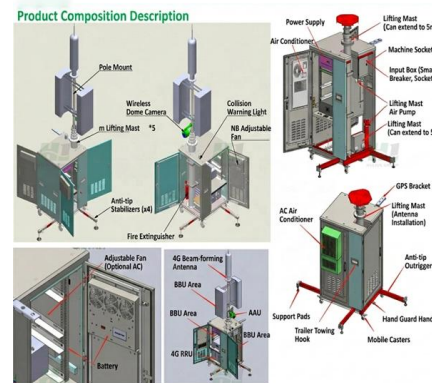 Product Composition Description
Pole Mount
Wireless
Dome Camera
m Lifting Mast *5
Collision
Warning Light
NB Adjustable
Fan
Anti-tip
Stabilizers (x4)
Fire Extinguisher
Power Supply
Air Conditioner
Lifting Mast
(Can extend to 5m
Machine Socket
Input Box (Sma
Breaker, Socket
Lifting Mast
Air Pump
Lifting Mast
(Can extend to 5
Adjustable Fan
(Optional AC)
Battery
4G Beam-forming
Antenna
BBU Area
BBU Area
AAU
BBU Area
4G RRU
GPS Bracket
Lifting Mast
(Antenna
Installation)
AC Air
Conditioner
Anti-tip
Outrigger
Support Pads
Trailer Towing
Hook
Hand Guard Hand
Mobile Casters